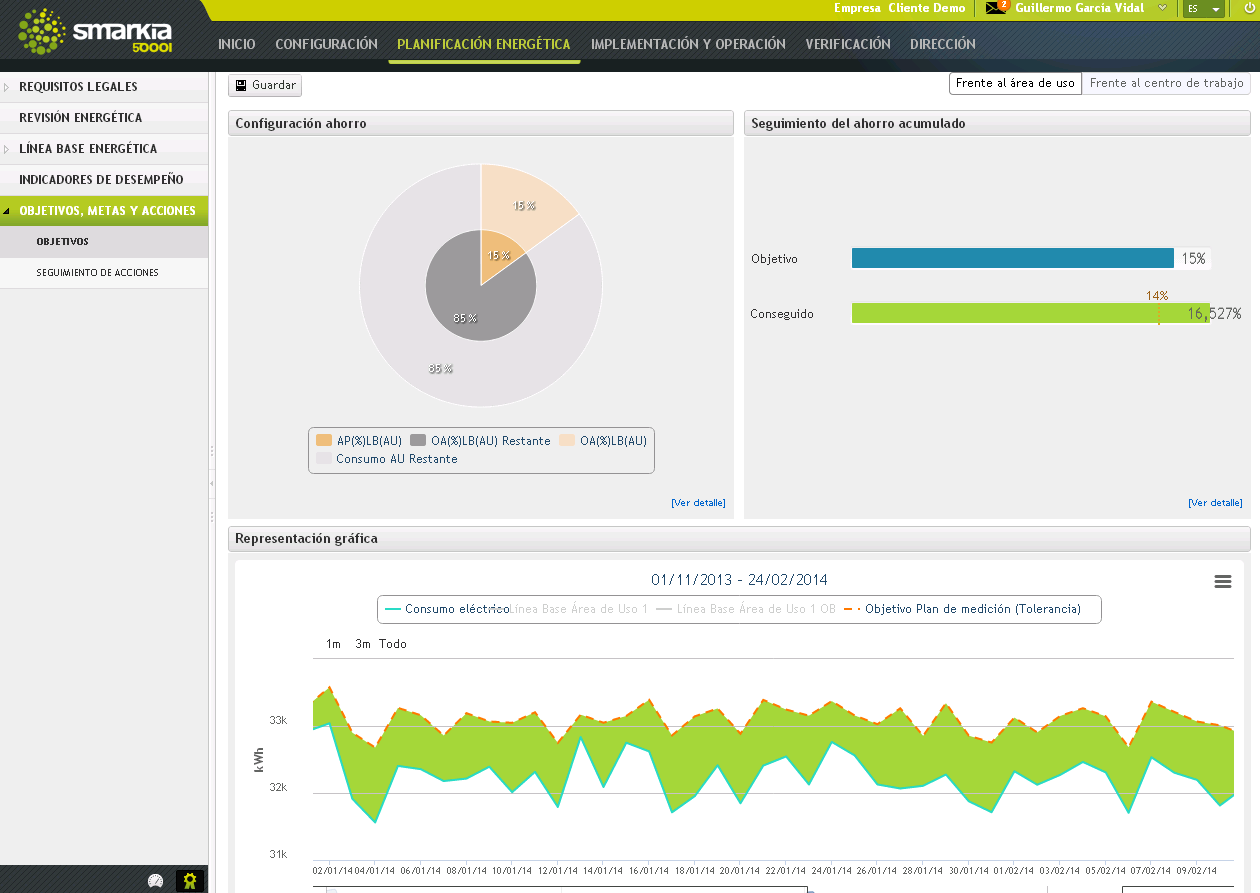 Empresa Cliente Demo 2 Guillermo García Vidal ES
smarkia 50001
INICIO CONFIGURACIÓN PLANIFICACIÓN ENERGÉTICA IMPLEMENTACIÓN Y OPERACIÓN VERIFICACIÓN DIRECCIÓN
REQUISITOS LEGALES
REVISIÓN ENERGÉTICA
LÍNEA BASE ENERGÉTICA
INDICADORES DE DESEMPEÑO
OBJETIVOS, METAS Y ACCIONES
OBJETIVOS
SEGUIMIENTO DE ACCIONES
Guardar
Frente al área de uso Frente al centro de trabajo
Configuración ahorro
15 %
15 %
85 %
85 %
AP(%)LB(AU) OA(%)LB(AU) Restante OA(%)LB(AU)
Consumo AU Restante
[Ver detalle]
Seguimiento del ahorro acumulado
Objetivo 15%
14%
Conseguido 16,527%
[Ver detalle]
Representación gráfica
01/11/2013 - 24/02/2014
Consumo eléctrico Línea Base Área de Uso 1 Línea Base Área de Uso 1 OB Objetivo Plan de medición (Tolerancia)
1m 3m Todo
kWh
33k
32k
31k
02/01/14 04/01/14 06/01/14 08/01/14 10/01/14 12/01/14 14/01/14 16/01/14 18/01/14 20/01/14 22/01/14 24/01/14 26/01/14 28/01/14 30/01/14 01/02/14 03/02/14 05/02/14 07/02/14 09/02/14